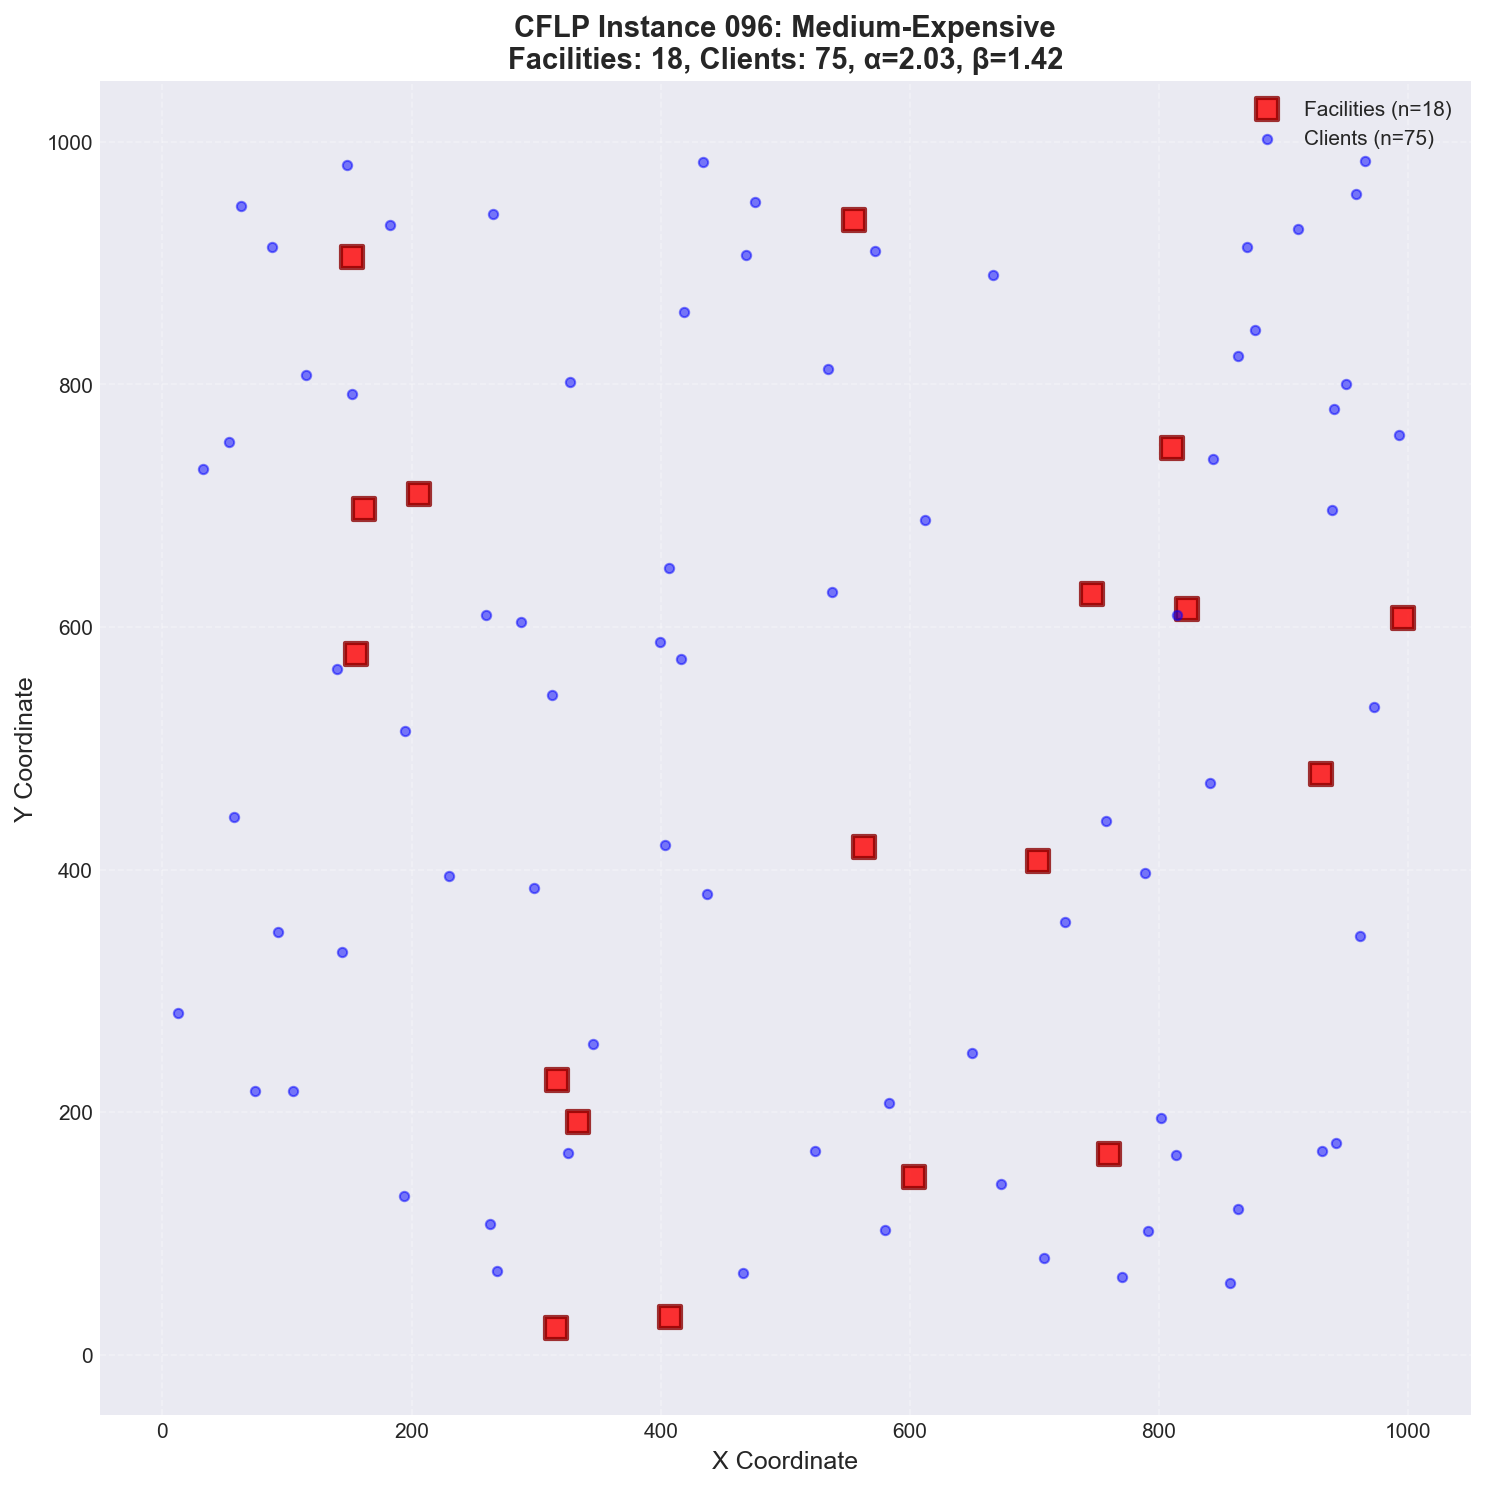 CFLP Instance 096: Medium-Expensive
Facilities: 18, Clients: 75, α=2.03, β=1.42
Facilities (n=18)
Clients (n=75)
1000
800
600
400
200
0
Y Coordinate
0 200 400 600 800 1000
X Coordinate